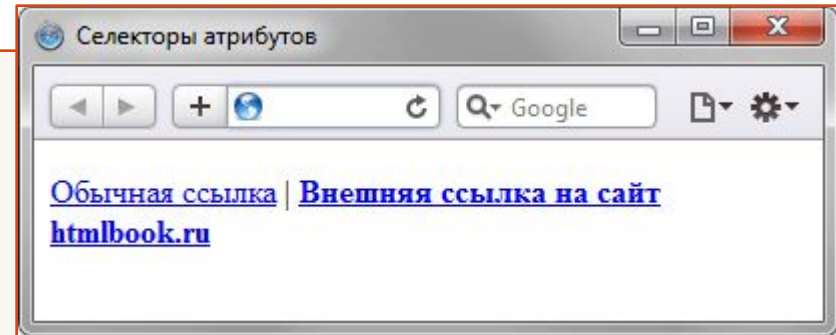 Селекторы атрибутов
Google
Обычная ссылка | Внешняя ссылка на сайт
htmlbook.ru